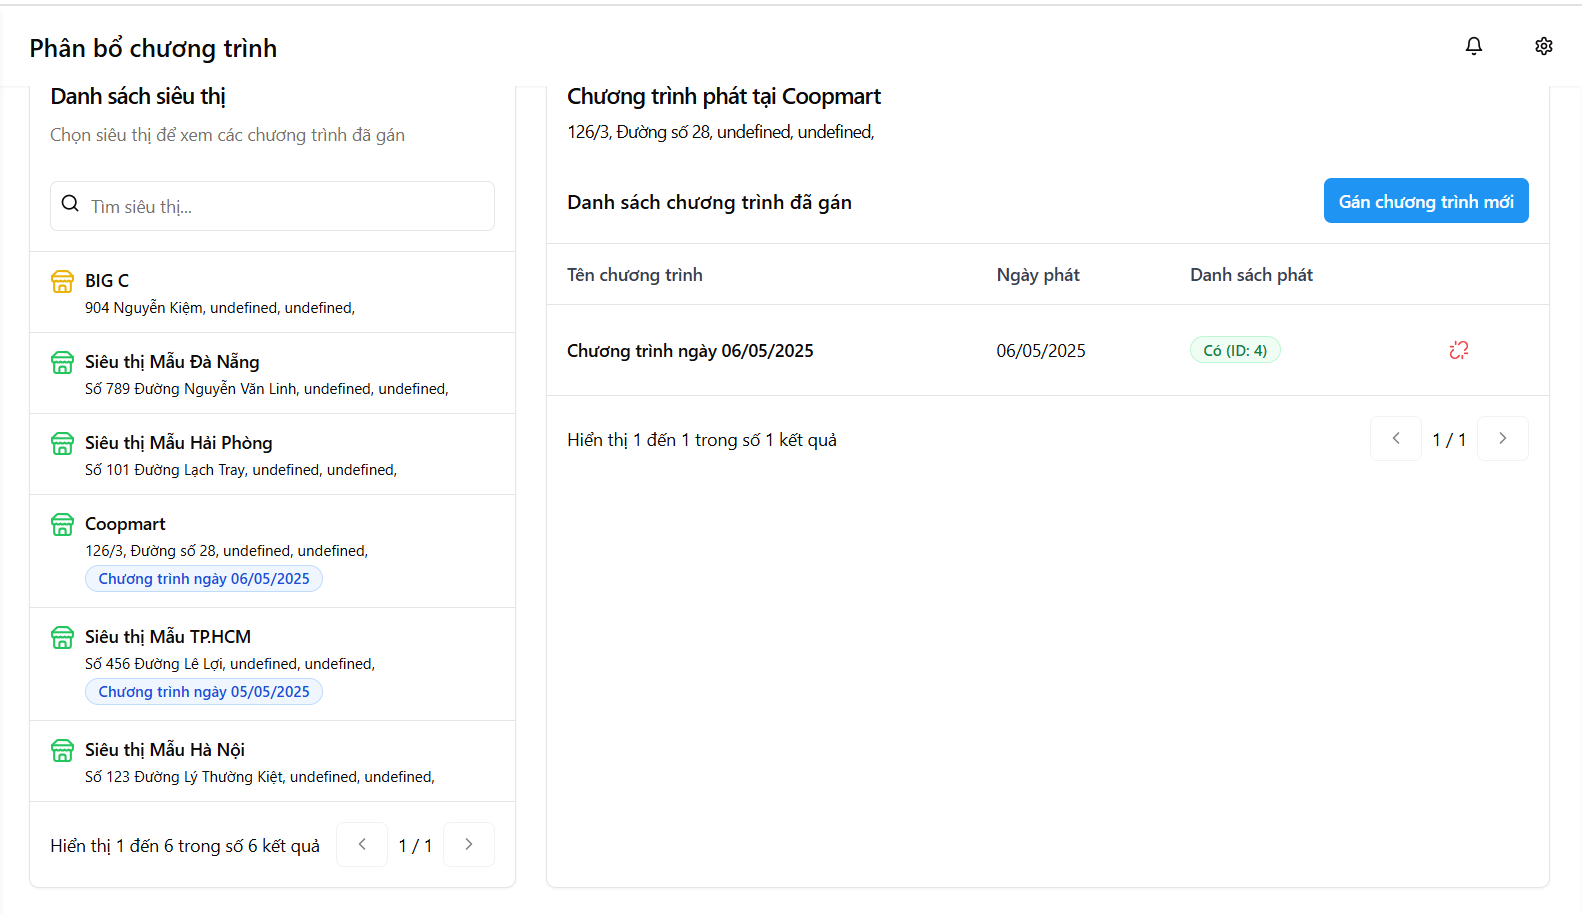 Phân bổ chương trình
Danh sách siêu thị
Chọn siêu thị để xem các chương trình đã gán
Tìm siêu thị...
BIG C
904 Nguyễn Kiệm, undefined, undefined,
Siêu thị Mẫu Đà Nẵng
Số 789 Đường Nguyễn Văn Linh, undefined, undefined,
Siêu thị Mẫu Hải Phòng
Số 101 Đường Lạch Tray, undefined, undefined,
Coopmart
126/3, Đường số 28, undefined, undefined,
Chương trình ngày 06/05/2025
Siêu thị Mẫu TP.HCM
Số 456 Đường Lê Lợi, undefined, undefined,
Chương trình ngày 05/05/2025
Siêu thị Mẫu Hà Nội
Số 123 Đường Lý Thường Kiệt, undefined, undefined,
Hiển thị 1 đến 6 trong số 6 kết quả 1 / 1
Chương trình phát tại Coopmart
126/3, Đường số 28, undefined, undefined,
Danh sách chương trình đã gán
Gán chương trình mới
Tên chương trình Ngày phát Danh sách phát
Chương trình ngày 06/05/2025 06/05/2025 Có (ID: 4)
Hiển thị 1 đến 1 trong số 1 kết quả 1 / 1